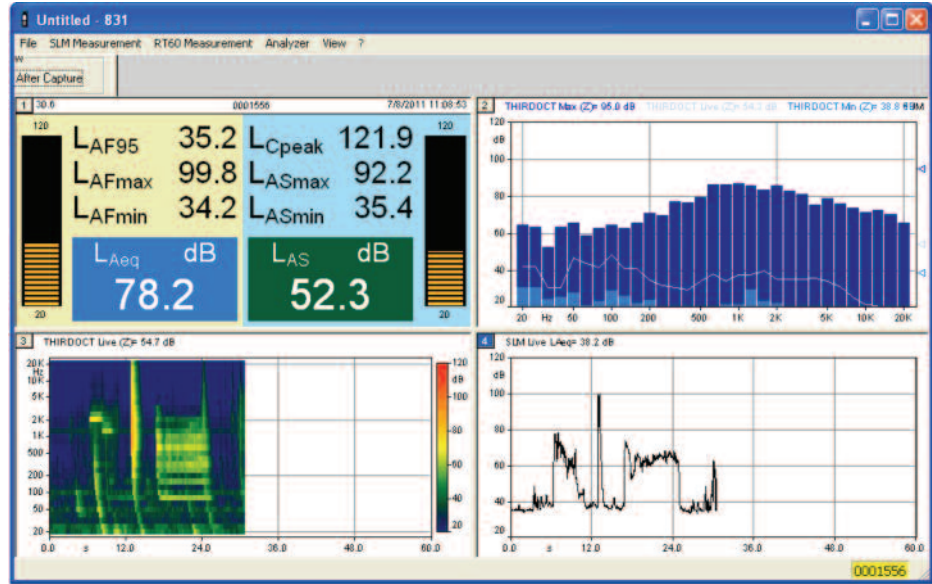 Untitled - 831
File SLM Measurement RT60 Measurement Analyzer View ?
w
After Capture
1 30.6 0001556 7/8/2011 11:08:53
120 120
LAF95 35.2 LCpeak 121.9
LAFmax 99.8 LASmax 92.2
LAFmin 34.2 LASmin 35.4
LAeq dB LAS dB
78.2 52.3
20 20
2 THIRDOCT Max (Z)= 95.0 dB THIRDOCT Live (Z)= 54.7 dB THIRDOCT Min (Z)= 38.8
120
dB
100
80
60
40
20
20 Hz 50 100 200 500 1K 2K 5K 10K 20K
3 THIRDOCT Live (Z)= 54.7 dB
20K
Hz
10K
5K
2K
1K
500
200
100
50
20
120
dB
100
80
60
40
20
0.0 s 12.0 24.0 36.0 48.0 60.0
4 SLM Live LAeq= 38.2 dB
120
dB
100
80
60
40
20
0.0 s 12.0 24.0 36.0 48.0 60.0
0001556